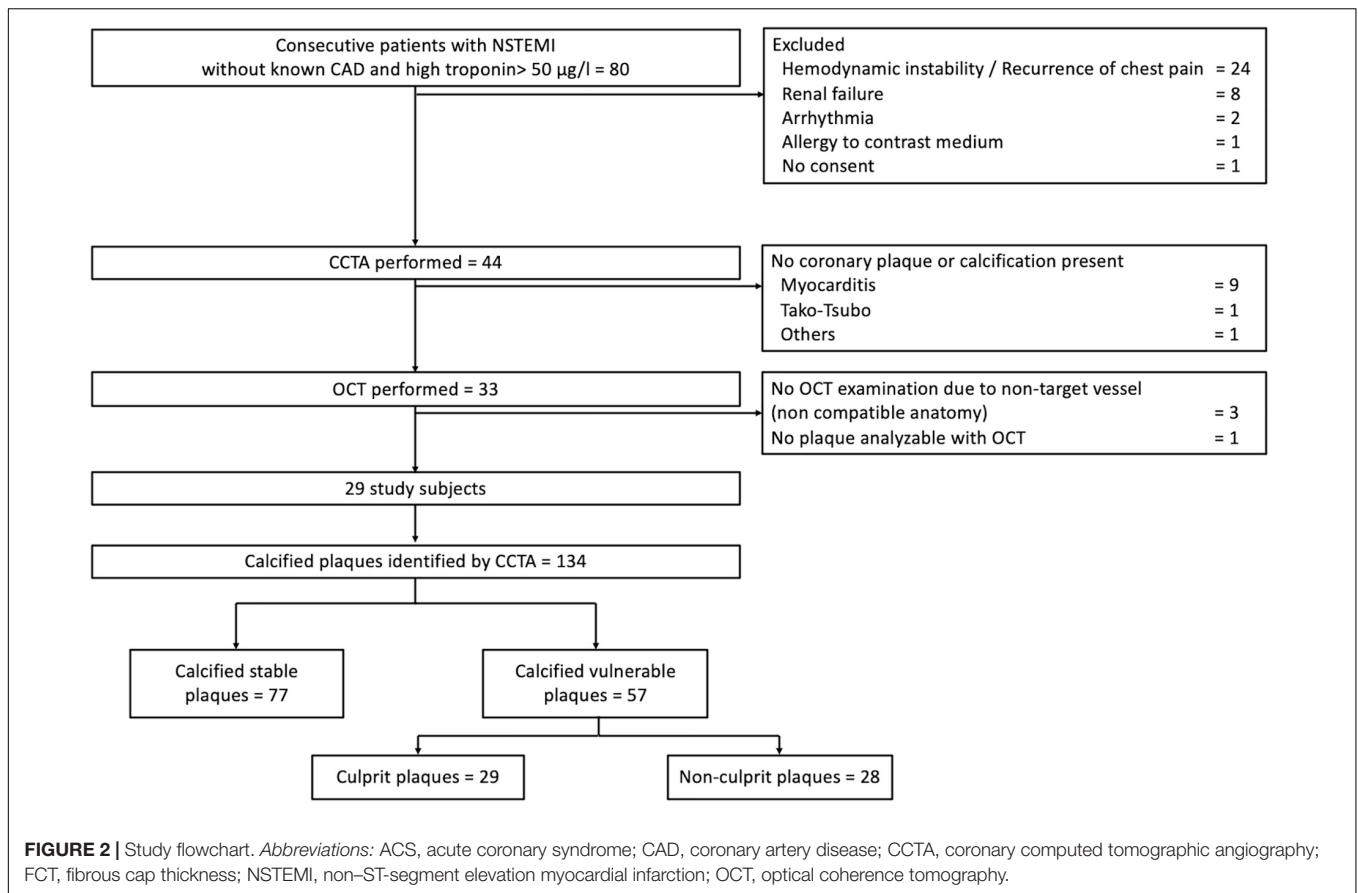 Consecutive patients with NSTEMI
without known CAD and high troponin> 50 µg/l = 80
Excluded
Hemodynamic instability / Recurrence of chest pain = 24
Renal failure = 8
Arrhythmia = 2
Allergy to contrast medium = 1
No consent = 1
CCTA performed = 44
No coronary plaque or calcification present
Myocarditis = 9
Tako-Tsubo = 1
Others = 1
OCT performed = 33
No OCT examination due to non-target vessel
(non compatible anatomy) = 3
No plaque analyzable with OCT = 1
29 study subjects
Calcified plaques identified by CCTA = 134
Calcified stable
plaques = 77
Calcified vulnerable
plaques = 57
Culprit plaques = 29
Non-culprit plaques = 28
FIGURE 2 | Study flowchart. Abbreviations: ACS, acute coronary syndrome; CAD, coronary artery disease; CCTA, coronary computed tomographic angiography;
FCT, fibrous cap thickness; NSTEMI, non–ST-segment elevation myocardial infarction; OCT, optical coherence tomography.